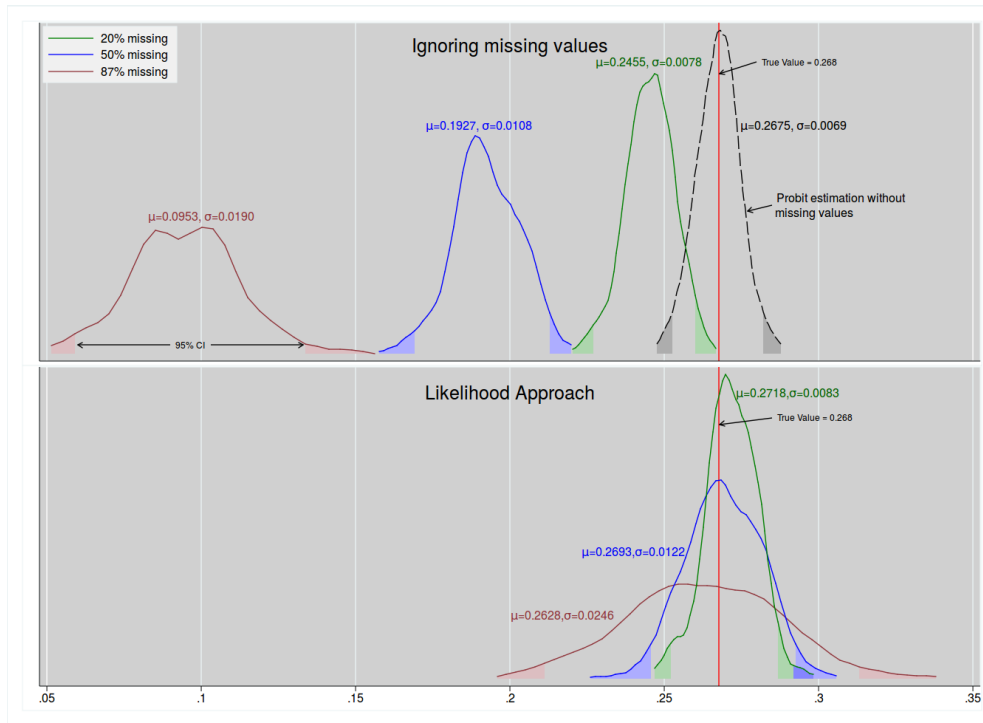 20% missing
50% missing
87% missing
Ignoring missing values
μ=0.2455, σ=0.0078
True Value = 0.268
μ=0.1927, σ=0.0108
μ=0.2675, σ=0.0069
Probit estimation without
missing values
μ=0.0953, σ=0.0190
95% CI
Likelihood Approach
μ=0.2718,σ=0.0083
True Value = 0.268
μ=0.2693,σ=0.0122
μ=0.2628,σ=0.0246
.05 .1 .15 .2 .25 .3 .35